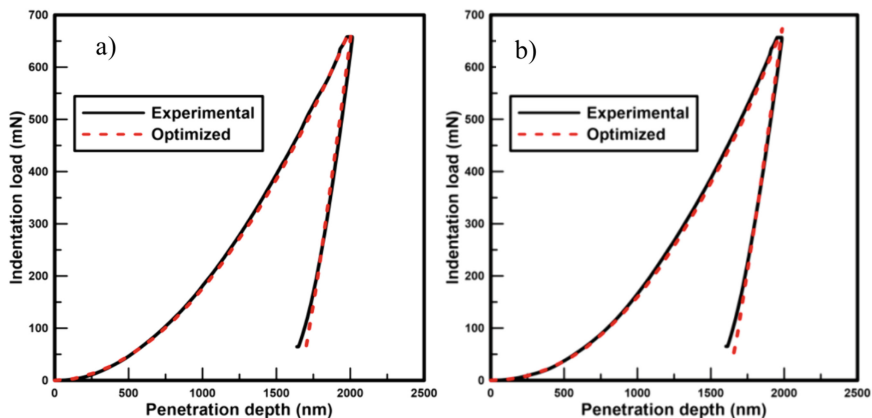 700
600
500
400
300
200
100
0
Indentation load (mN)
a)
Experimental
Optimized
0 500 1000 1500 2000 2500
Penetration depth (nm)
700
600
500
400
300
200
100
0
Indentation load (mN)
b)
Experimental
Optimized
0 500 1000 1500 2000 2500
Penetration depth (nm)